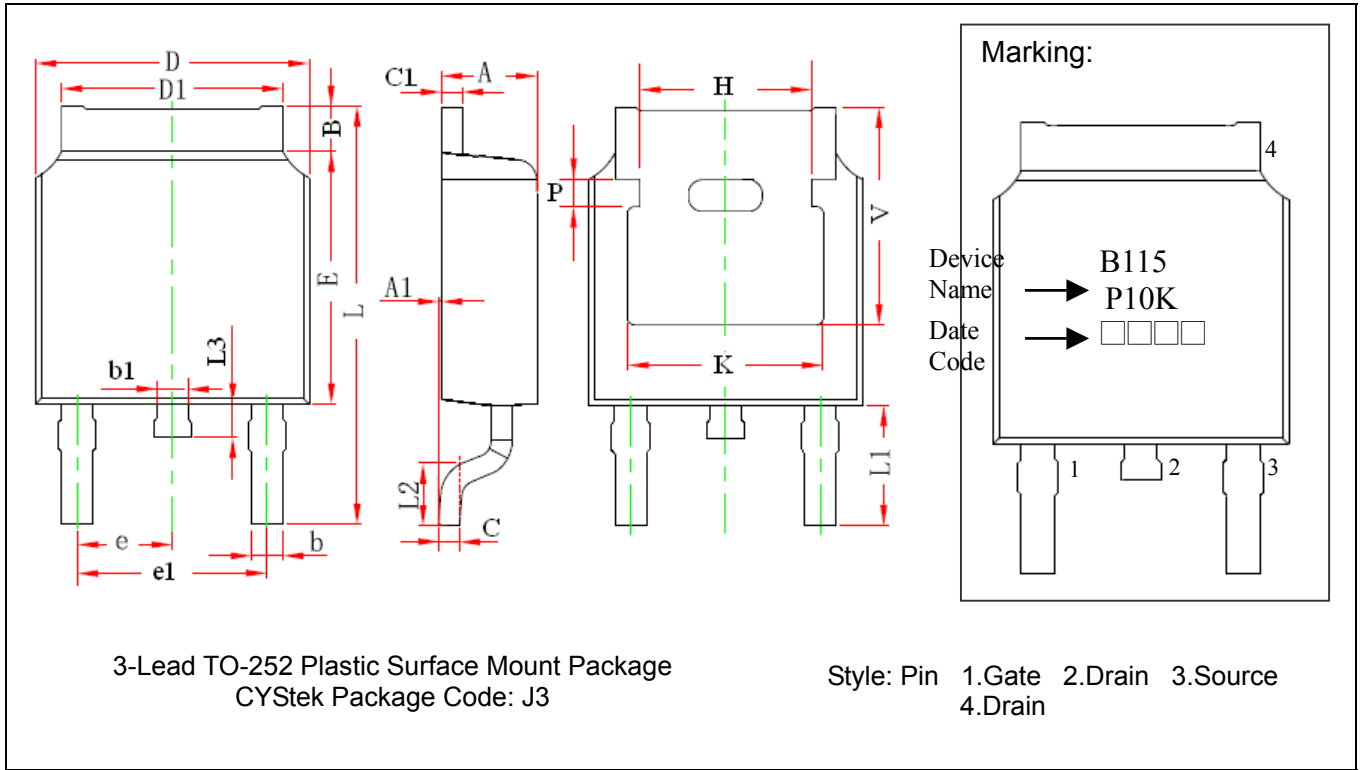 D
D1
B
E
L
L3
b1
e
e1
b
C1
A
A1
L2
C
H
P
V
K
L1
Marking:
4
Device
Name
B115
P10K
Date
Code
□□□□
1
2
3
3-Lead TO-252 Plastic Surface Mount Package
CYStek Package Code: J3
Style: Pin 1.Gate 2.Drain 3.Source
4.Drain